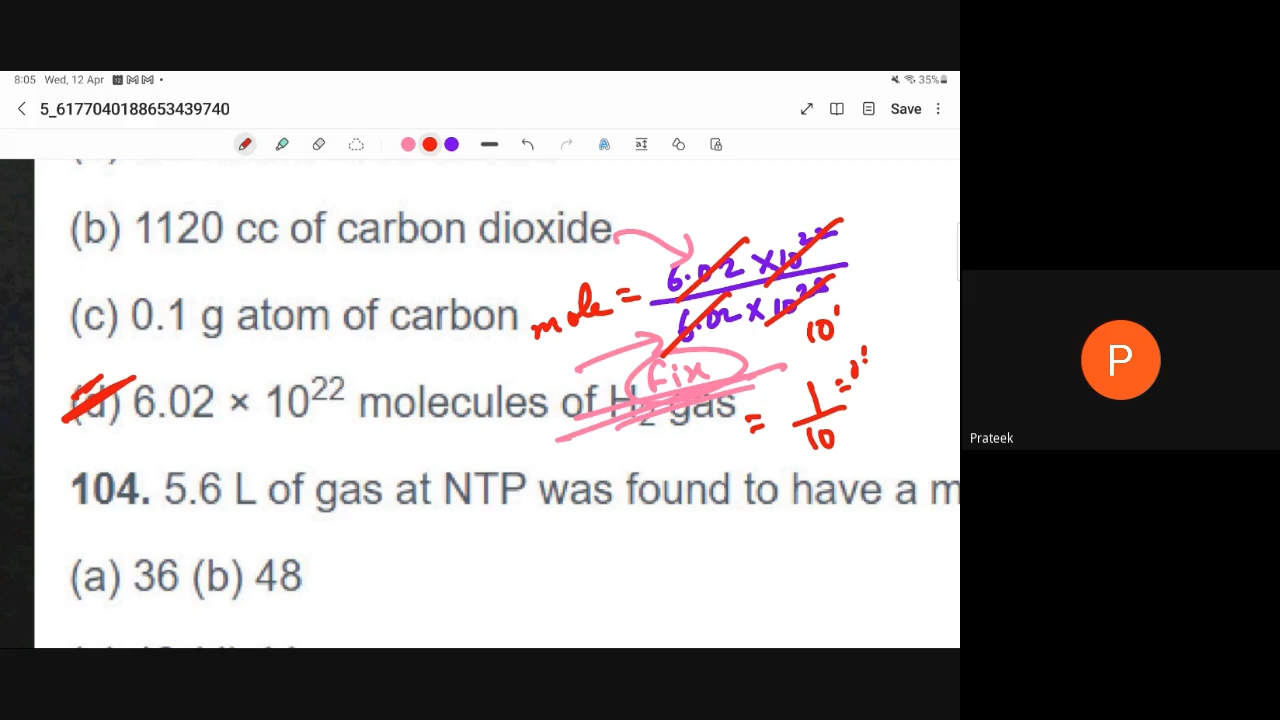 8:05 Wed, 12 Apr
35%
5_6177040188653439740
Save
(b) 1120 cc of carbon dioxide
6.02 ×10²²
mole =
6.02 ×10²³
10¹
(c) 0.1 g atom of carbon
Fix
(d) 6.02 × 10²² molecules of H₂ gas
= 1/10 = 0.1
104. 5.6 L of gas at NTP was found to have a m
(a) 36 (b) 48
P
Prateek